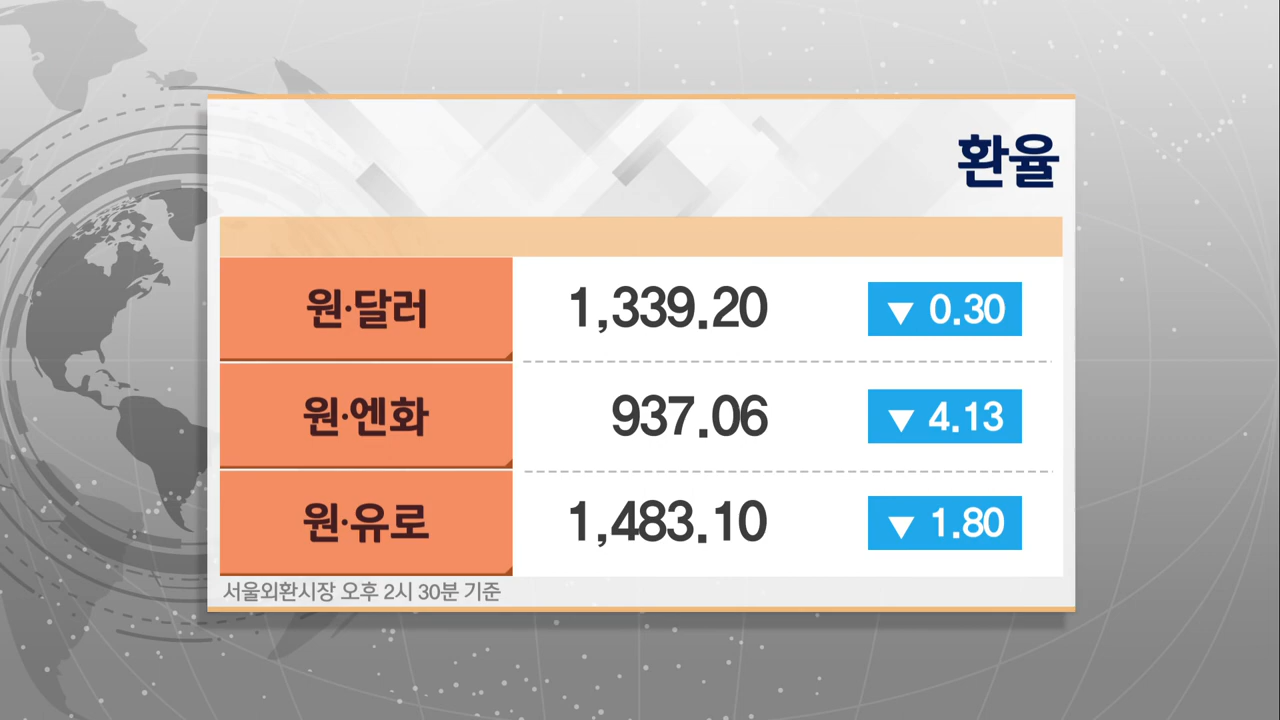 환율
원·달러 1,339.20 ▼ 0.30
원·엔화 937.06 ▼ 4.13
원·유로 1,483.10 ▼ 1.80
서울외환시장 오후 2시 30분 기준